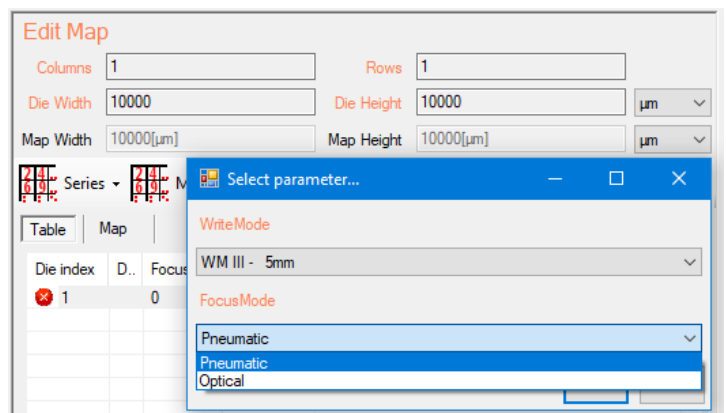 Edit Map
Columns 1 Rows 1
Die Width 10000 Die Height 10000 µm
Map Width 10000[µm] Map Height 10000[µm] µm
Series
Select parameter...
Table Map
WriteMode
WM III - 5mm
Die index D.. Focus
1 0
FocusMode
Pneumatic
Pneumatic
Optical